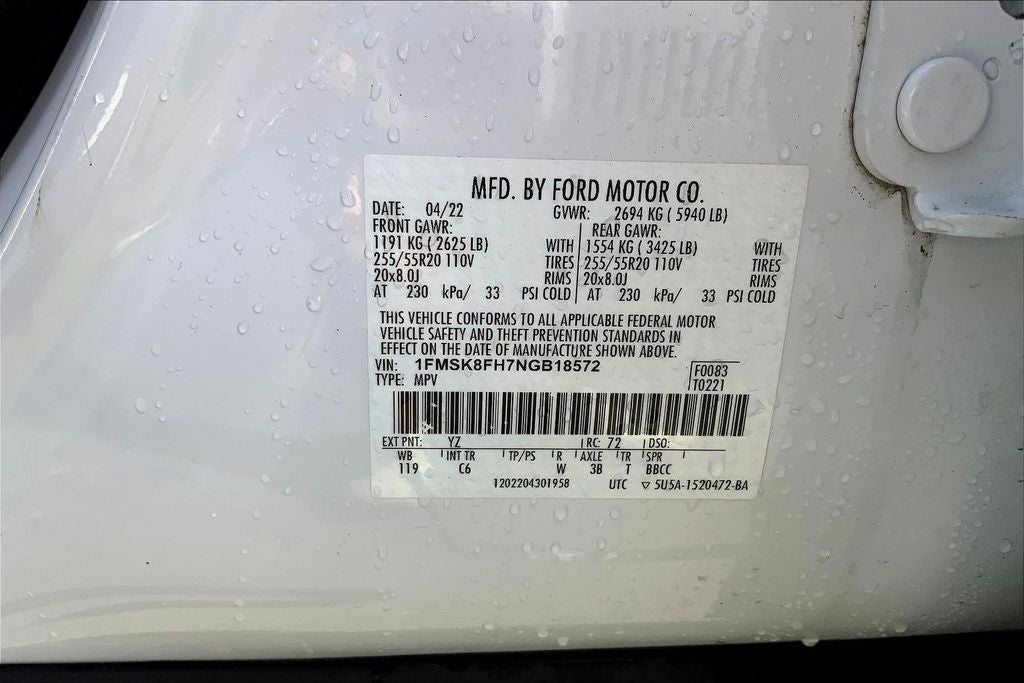 MFD. BY FORD MOTOR CO.
DATE: 04/22 GVWR: 2694 KG ( 5940 LB)
FRONT GAWR: REAR GAWR:
1191 KG ( 2625 LB) WITH 1554 KG ( 3425 LB) WITH
255/55R20 110V TIRES 255/55R20 110V TIRES
20x8.0J RIMS 20x8.0J RIMS
AT 230 kPa/ 33 PSI COLD AT 230 kPa/ 33 PSI COLD
THIS VEHICLE CONFORMS TO ALL APPLICABLE FEDERAL MOTOR
VEHICLE SAFETY AND THEFT PREVENTION STANDARDS IN
EFFECT ON THE DATE OF MANUFACTURE SHOWN ABOVE.
VIN: 1FMSK8FH7NGB18572 F0083
TYPE: MPV T0221
EXT PNT: YZ RC: 72 DSO:
WB INT TR TP/PS R AXLE TR SPR
119 C6 W 3B T BBCC
1202204301958 UTC ▽ 5U5A-1520472-BA